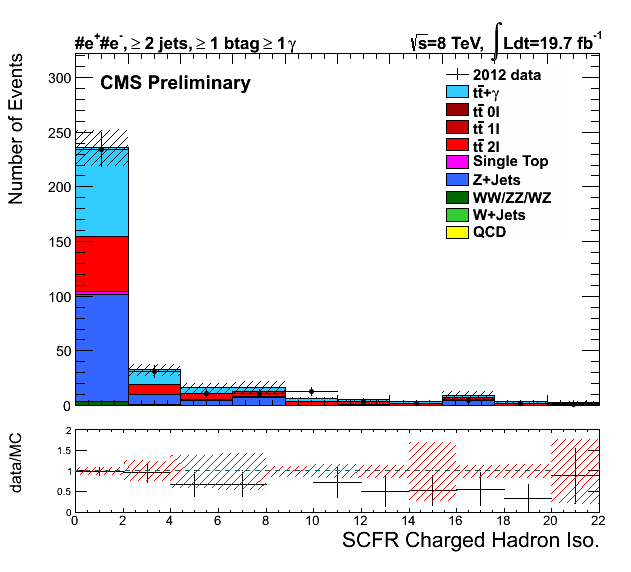 #e⁺#e⁻, ≥ 2 jets, ≥ 1 btag ≥ 1 γ
√s=8 TeV, ∫ Ldt=19.7 fb⁻¹
CMS Preliminary
2012 data
tt̄+γ
tt̄ 0l
tt̄ 1l
tt̄ 2l
Single Top
Z+Jets
WW/ZZ/WZ
W+Jets
QCD
Number of Events
300
250
200
150
100
50
0
data/MC
2
1.5
1
0.5
0
0 2 4 6 8 10 12 14 16 18 20 22
SCFR Charged Hadron Iso.